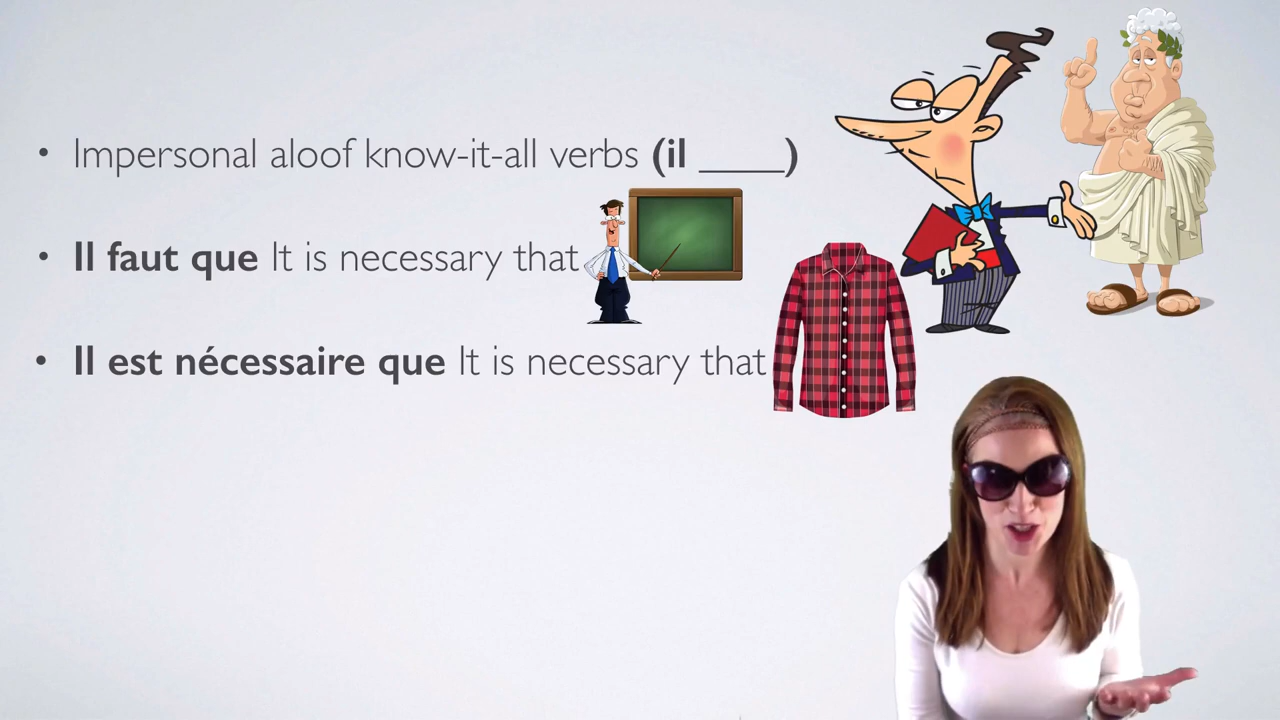 • Impersonal aloof know-it-all verbs (il ____)
• Il faut que It is necessary that
• Il est nécessaire que It is necessary that